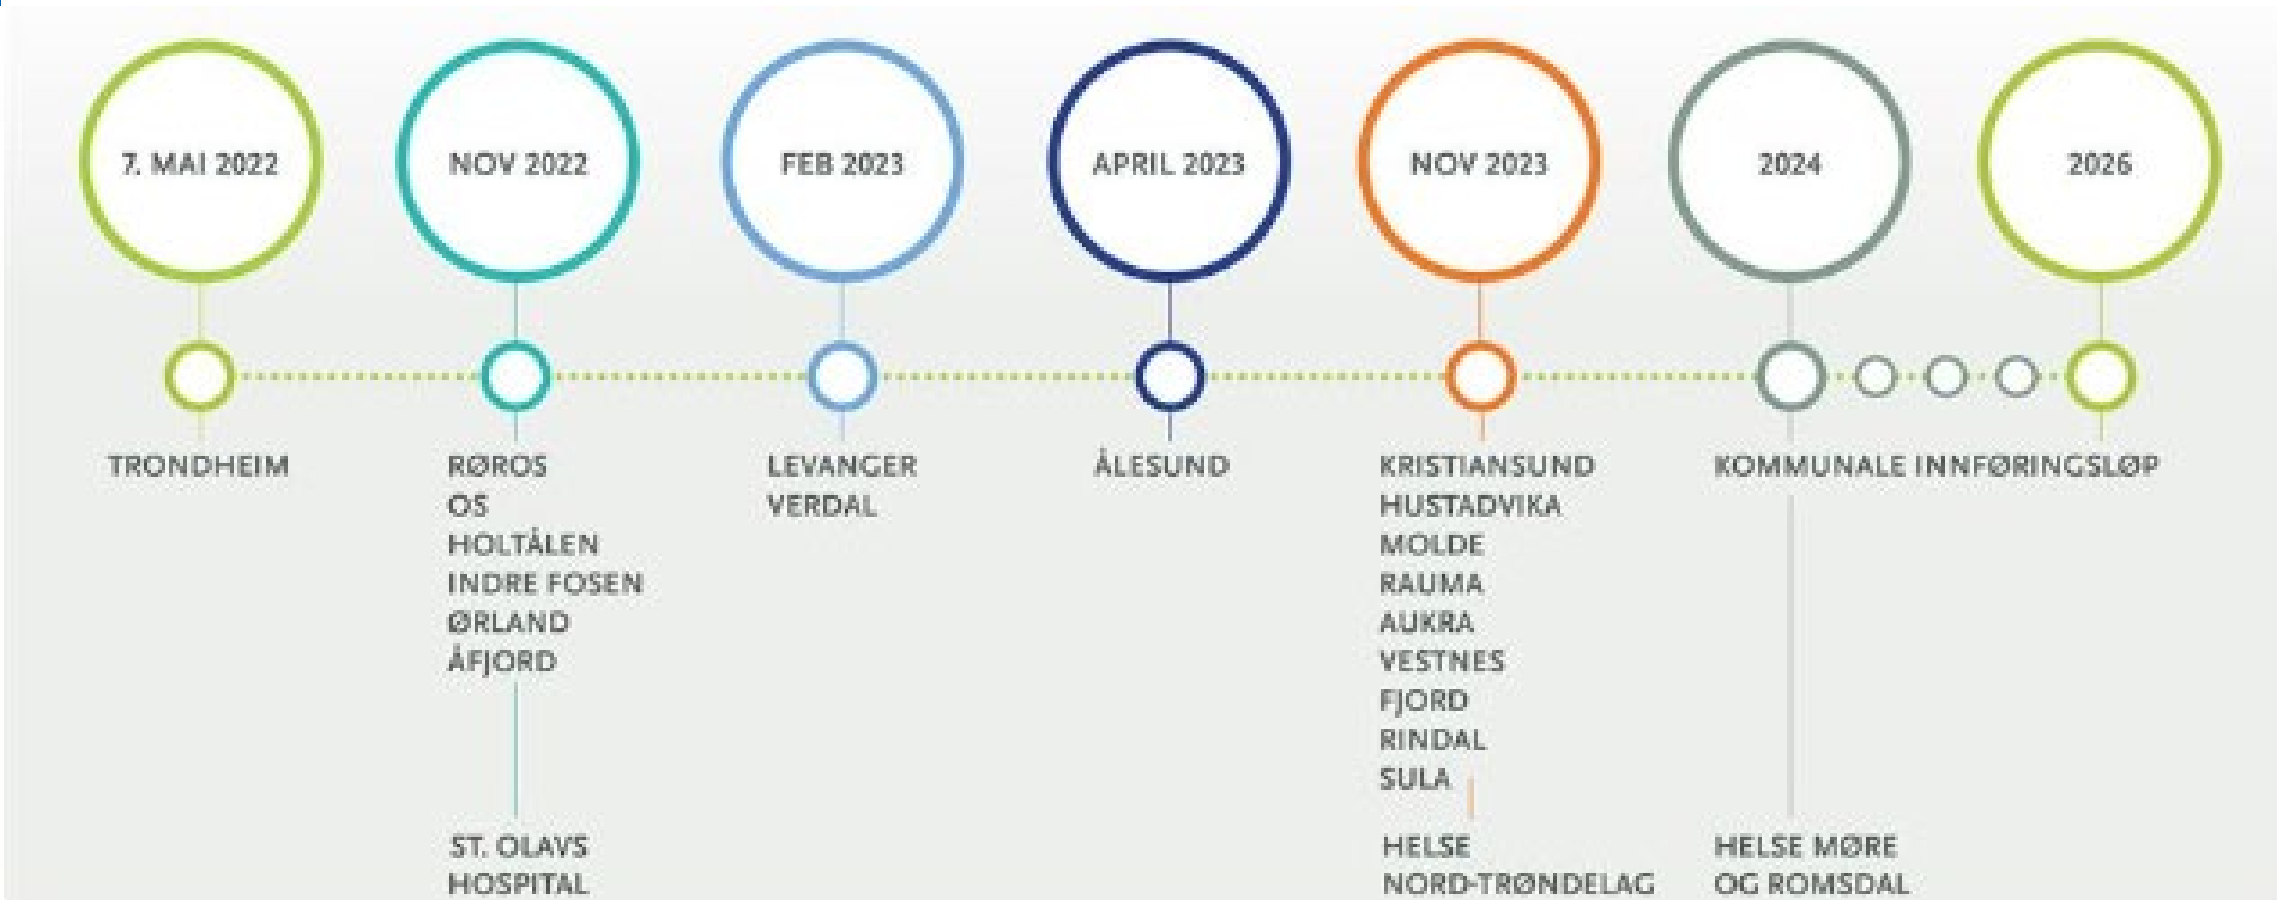 7. MAI 2022
NOV 2022
FEB 2023
APRIL 2023
NOV 2023
2024
2026
TRONDHEIM
RØROS
OS
HOLTÅLEN
INDRE FOSEN
ØRLAND
ÅFJORD
ST. OLAVS
HOSPITAL
LEVANGER
VERDAL
ÅLESUND
KRISTIANSUND
HUSTADVIKA
MOLDE
RAUMA
AUKRA
VESTNES
FJORD
RINDAL
SULA
HELSE
NORD-TRØNDELAG
KOMMUNALE INNFØRINGSLØP
HELSE MØRE
OG ROMSDAL